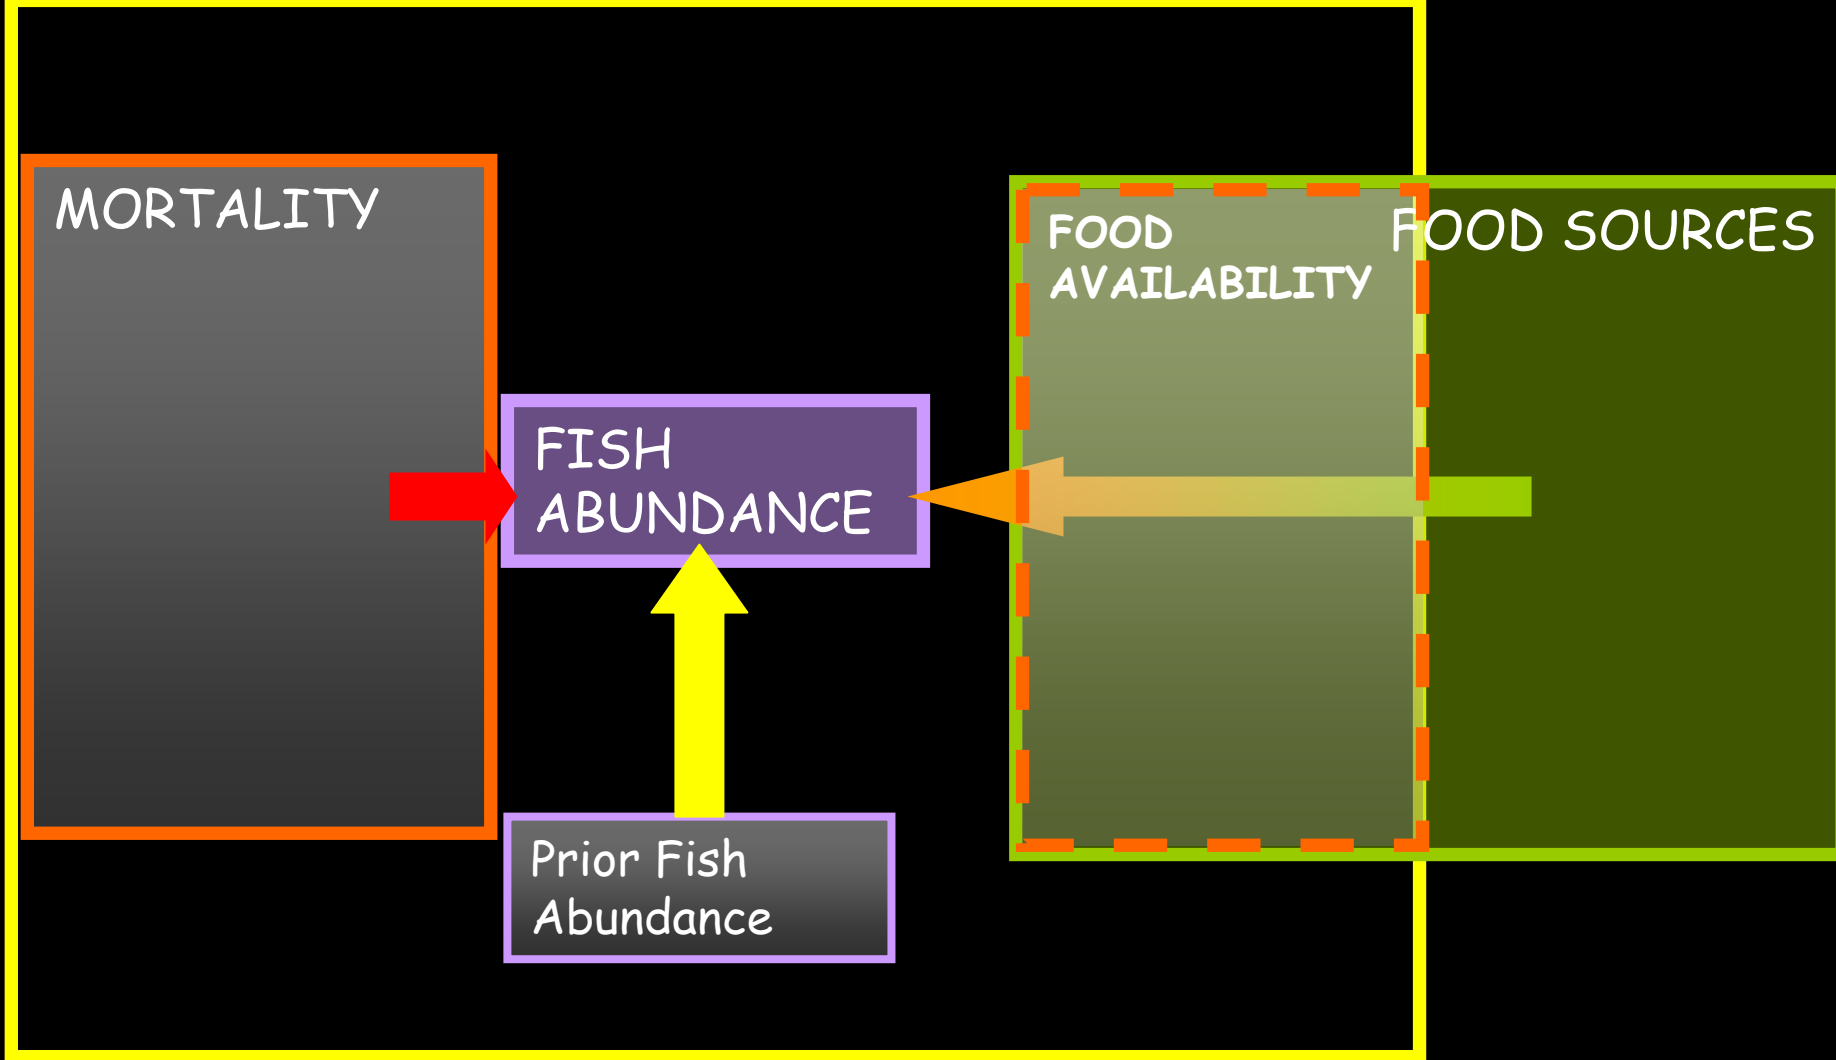 MORTALITY
FOOD
AVAILABILITY
FOOD SOURCES
FISH
ABUNDANCE
Prior Fish
Abundance